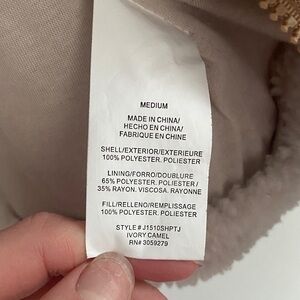 MEDIUM
MADE IN CHINA/
HECHO EN CHINA/
FABRIQUE EN CHINE
SHELL/EXTERIOR/EXTERIEURE
100% POLYESTER. POLIESTER
LINING/FORRO/DOUBLURE
65% POLYESTER. POLIESTER /
35% RAYON. VISCOSA. RAYONNE
FILL/RELLENO/REMPLISSAGE
100% POLYESTER. POLIESTER
STYLE # J1510SHPTJ
IVORY CAMEL
RN# 3059279